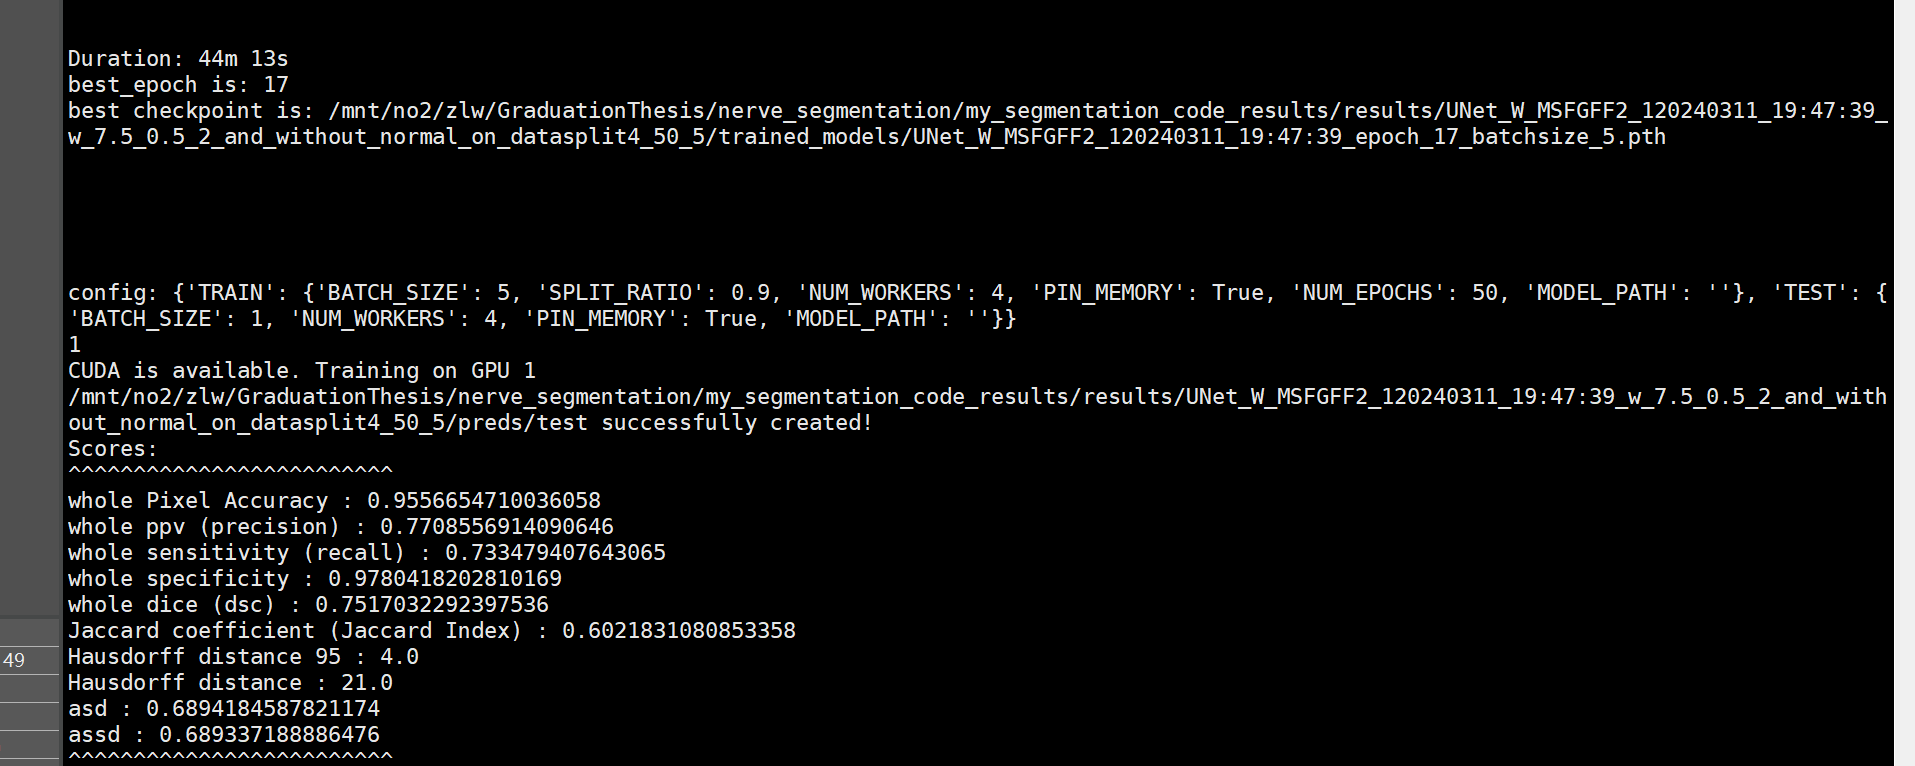 Duration: 44m 13s
best_epoch is: 17
best checkpoint is: /mnt/no2/zlw/GraduationThesis/nerve_segmentation/my_segmentation_code_results/results/UNet_W_MSFGFF2_120240311_19:47:39_
w_7.5_0.5_2_and_without_normal_on_datasplit4_50_5/trained_models/UNet_W_MSFGFF2_120240311_19:47:39_epoch_17_batchsize_5.pth
config: {'TRAIN': {'BATCH_SIZE': 5, 'SPLIT_RATIO': 0.9, 'NUM_WORKERS': 4, 'PIN_MEMORY': True, 'NUM_EPOCHS': 50, 'MODEL_PATH': ''}, 'TEST': {
'BATCH_SIZE': 1, 'NUM_WORKERS': 4, 'PIN_MEMORY': True, 'MODEL_PATH': ''}}
1
CUDA is available. Training on GPU 1
/mnt/no2/zlw/GraduationThesis/nerve_segmentation/my_segmentation_code_results/results/UNet_W_MSFGFF2_120240311_19:47:39_w_7.5_0.5_2_and_with
out_normal_on_datasplit4_50_5/preds/test successfully created!
Scores:
^^^^^^^^^^^^^^^^^^^^^^^^^
whole Pixel Accuracy : 0.9556654710036058
whole ppv (precision) : 0.7708556914090646
whole sensitivity (recall) : 0.733479407643065
whole specificity : 0.9780418202810169
whole dice (dsc) : 0.7517032292397536
Jaccard coefficient (Jaccard Index) : 0.6021831080853358
49
Hausdorff distance 95 : 4.0
Hausdorff distance : 21.0
asd : 0.6894184587821174
assd : 0.689337188886476
^^^^^^^^^^^^^^^^^^^^^^^^^